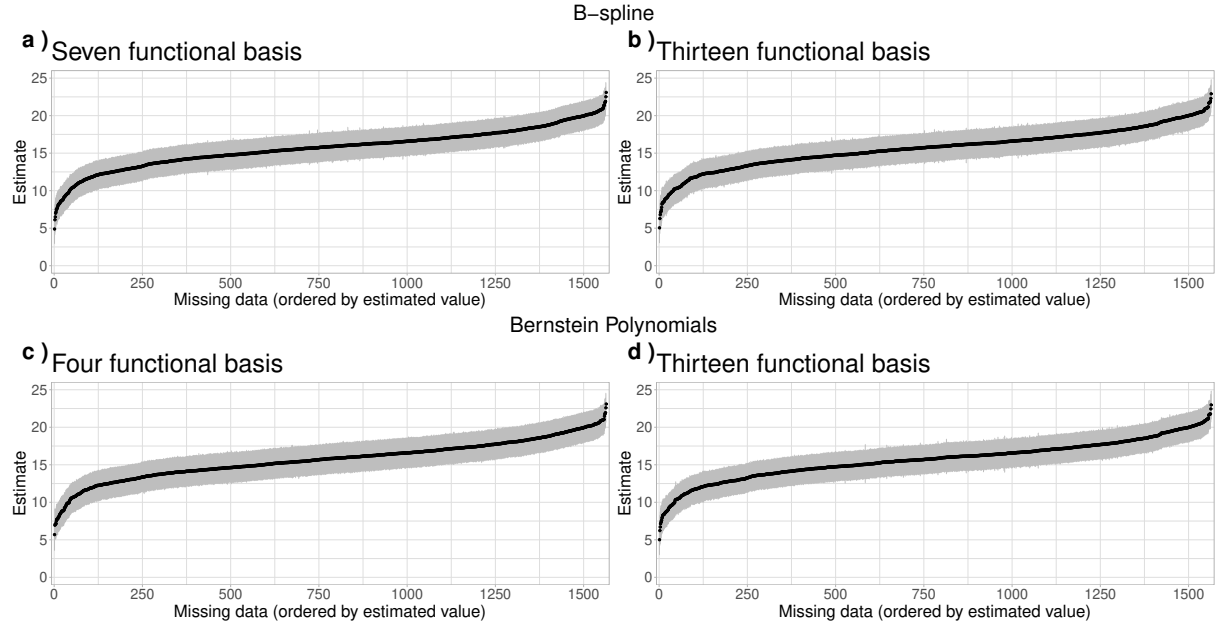 B−spline
a ) Seven functional basis
25
20
15
10
5
0
Estimate
0 250 500 750 1000 1250 1500
Missing data (ordered by estimated value)
b ) Thirteen functional basis
25
20
15
10
5
0
Estimate
0 250 500 750 1000 1250 1500
Missing data (ordered by estimated value)
Bernstein Polynomials
c ) Four functional basis
25
20
15
10
5
0
Estimate
0 250 500 750 1000 1250 1500
Missing data (ordered by estimated value)
d ) Thirteen functional basis
25
20
15
10
5
0
Estimate
0 250 500 750 1000 1250 1500
Missing data (ordered by estimated value)